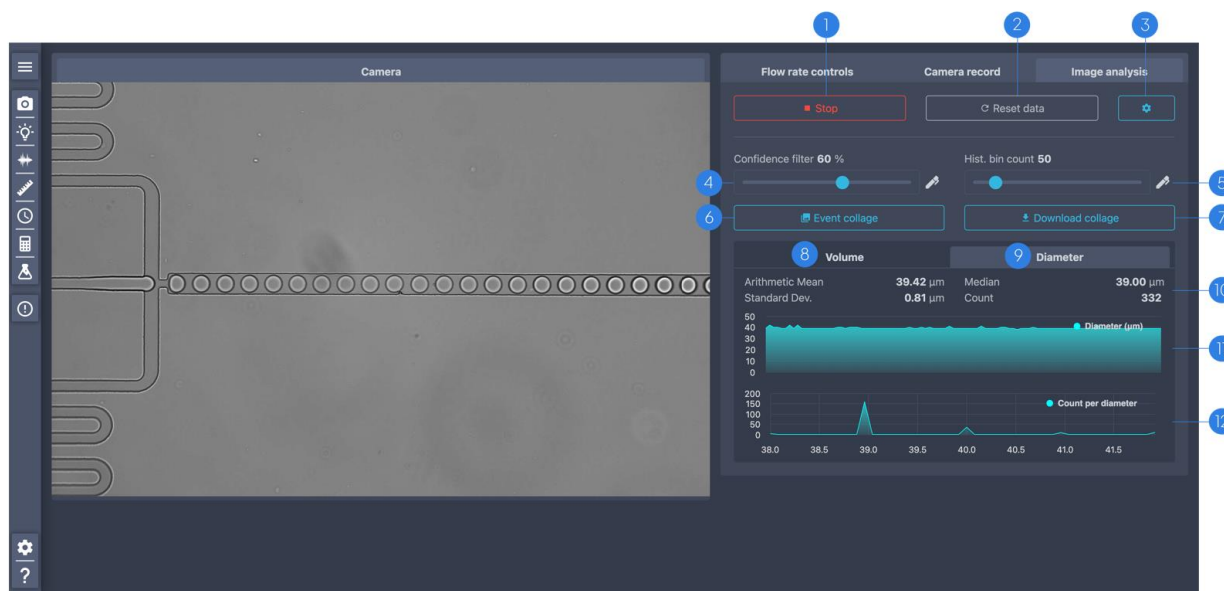 1
2
3
Camera
Flow rate controls
Camera record
Image analysis
Stop
Reset data
Confidence filter 60 %
Hist. bin count 50
4
5
6
Event collage
Download collage
7
8
Volume
9
Diameter
Arithmetic Mean 39.42 µm
Median 39.00 µm
10
Standard Dev. 0.81 µm
Count 332
50
40
30
20
10
0
Diameter (µm)
11
200
150
100
50
0
Count per diameter
12
38.0 38.5 39.0 39.5 40.0 40.5 41.0 41.5
?